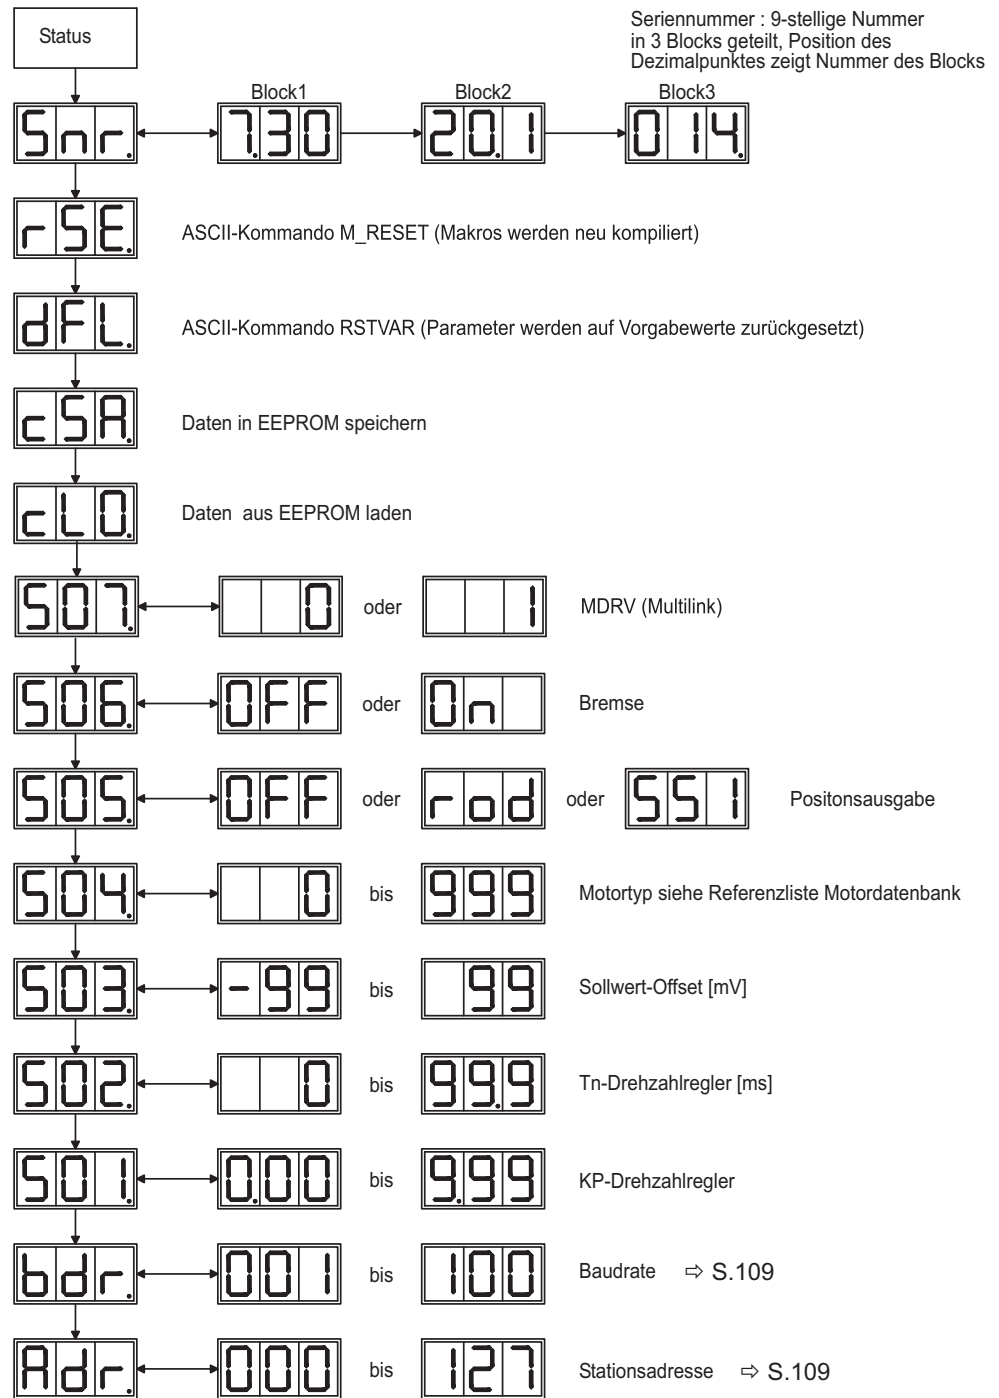 Status
Seriennummer : 9-stellige Nummer
in 3 Blocks geteilt, Position des
Dezimalpunktes zeigt Nummer des Blocks
Block1 Block2 Block3
Snr. 7.30 20.1 014.
rSE. ASCII-Kommando M_RESET (Makros werden neu kompiliert)
dFL. ASCII-Kommando RSTVAR (Parameter werden auf Vorgabewerte zurückgesetzt)
cSA. Daten in EEPROM speichern
cL0. Daten aus EEPROM laden
S07. 0 oder 1 MDRV (Multilink)
S06. OFF oder On Bremse
S05. OFF oder rod oder SSI Positonsausgabe
S04. 0 bis 999 Motortyp siehe Referenzliste Motordatenbank
S03. -99 bis 99 Sollwert-Offset [mV]
S02. 0 bis 99.9 Tn-Drehzahlregler [ms]
S01. 0.00 bis 9.99 KP-Drehzahlregler
bdr. 001 bis 100 Baudrate ⇨ S.109
Adr. 000 bis 127 Stationsadresse ⇨ S.109